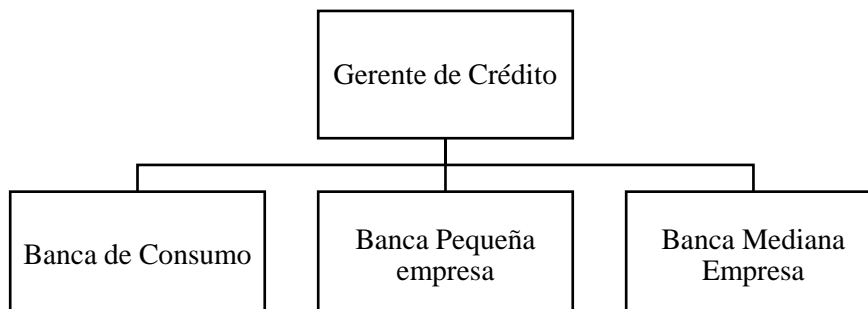 Gerente de Crédito
Banca de Consumo
Banca Pequeña
empresa
Banca Mediana
Empresa